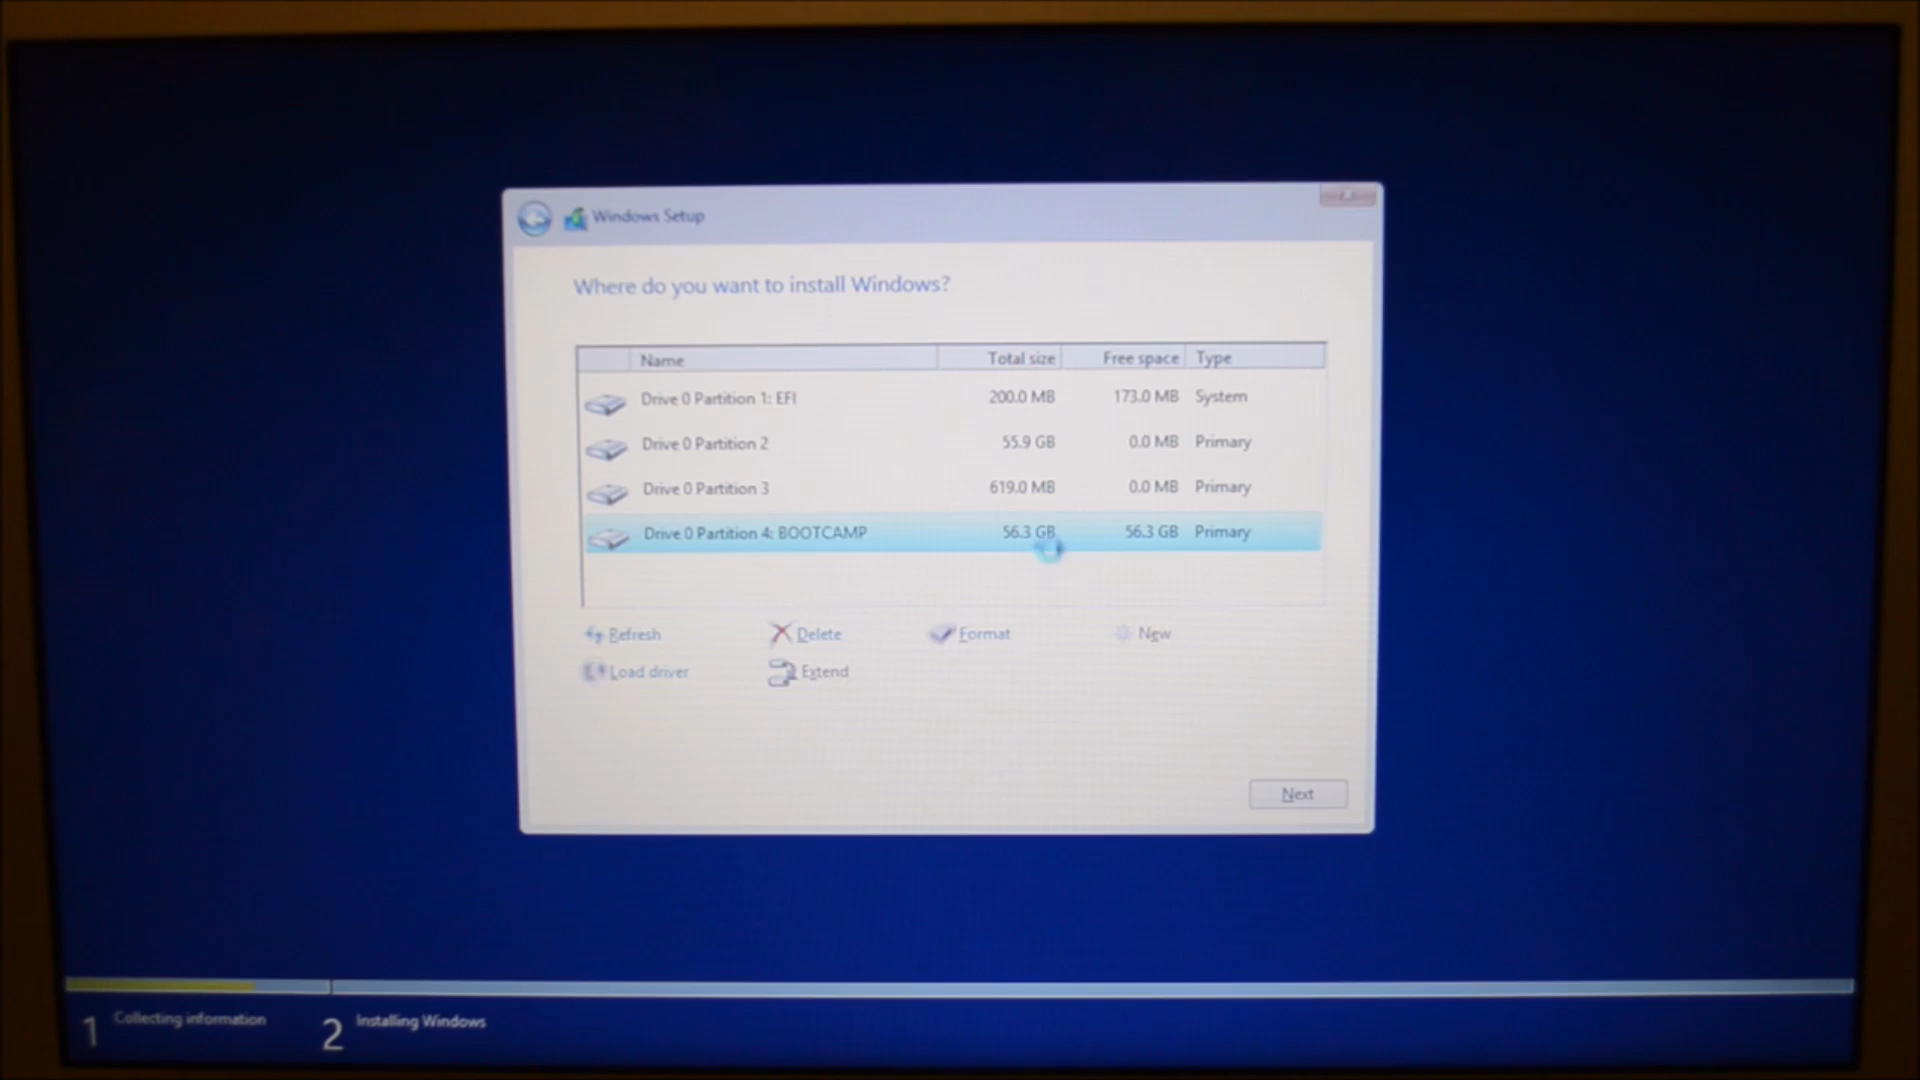 Windows Setup
Where do you want to install Windows?
Name Total size Free space Type
Drive 0 Partition 1: EFI 200.0 MB 173.0 MB System
Drive 0 Partition 2 55.9 GB 0.0 MB Primary
Drive 0 Partition 3 619.0 MB 0.0 MB Primary
Drive 0 Partition 4: BOOTCAMP 56.3 GB 56.3 GB Primary
Refresh Delete Format New
Load driver Extend
Next
1 Collecting information 2 Installing Windows